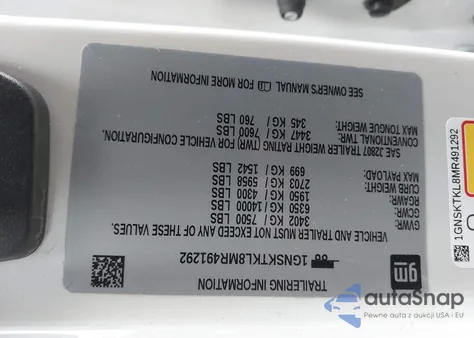 TRAILERING INFORMATION
1GNSKTKL8MR491292
gm
VEHICLE AND TRAILER MUST NOT EXCEED ANY OF THESE VALUES.
GVWR: 3402 KG / 7500 LBS
GCWR: 6350 KG / 14000 LBS
RGAWR: 1950 KG / 4300 LBS
CURB WEIGHT: 2703 KG / 5958 LBS
MAX PAYLOAD: 699 KG / 1542 LBS
SAE J2807 TRAILER WEIGHT RATING (TWR) FOR VEHICLE CONFIGURATION.
CONVENTIONAL TWR: 3447 KG / 7600 LBS
MAX TONGUE WEIGHT: 345 KG / 760 LBS
SEE OWNERS MANUAL FOR MORE INFORMATION
1GNSKTKL8MR491292
autoSnap
Pewne auta z aukcji USA i EU